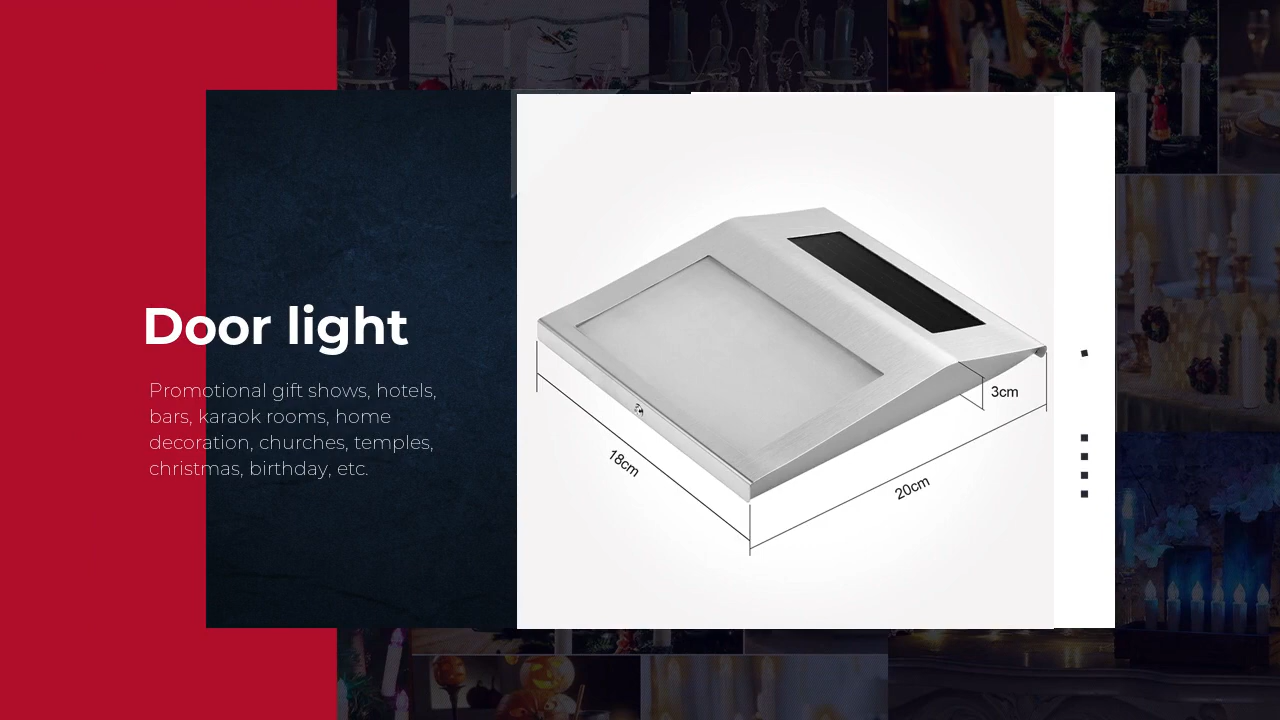 Door light
Promotional gift shows, hotels,
bars, karaok rooms, home
decoration, churches, temples,
christmas, birthday, etc.
3cm
18cm
20cm